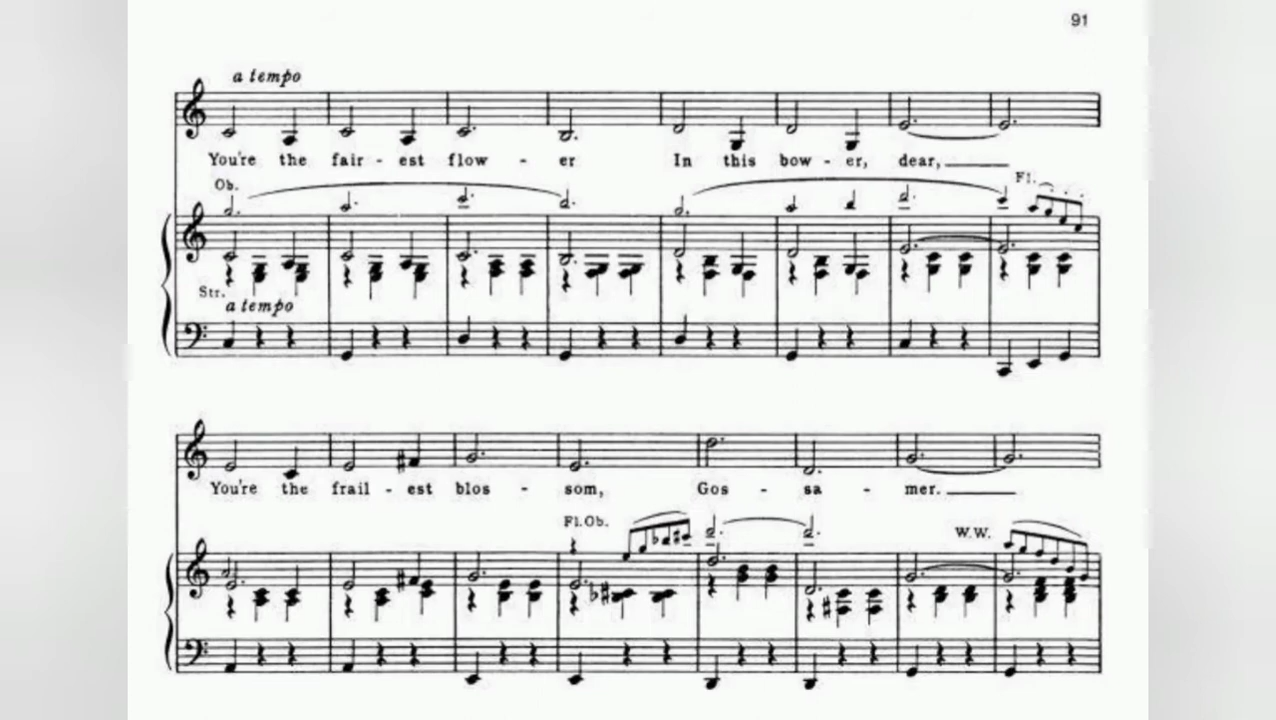 91
a tempo
You're the fair - est flow - er In this bow - er, dear,
Ob.
Fl.
Str.
a tempo
You're the frail - est blos - som, Gos - sa - mer.
Fl.Ob.
W.W.